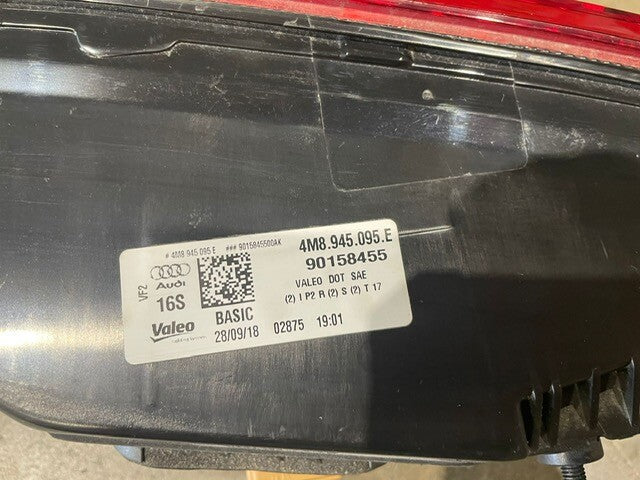 # 4M8 945 095 E ### 9015845500AK
4M8.945.095.E
90158455
VF2
Audi
16S
BASIC
VALEO DOT SAE
(2) I P2 R (2) S (2) T 17
Valeo
28/09/18 02875 19:01